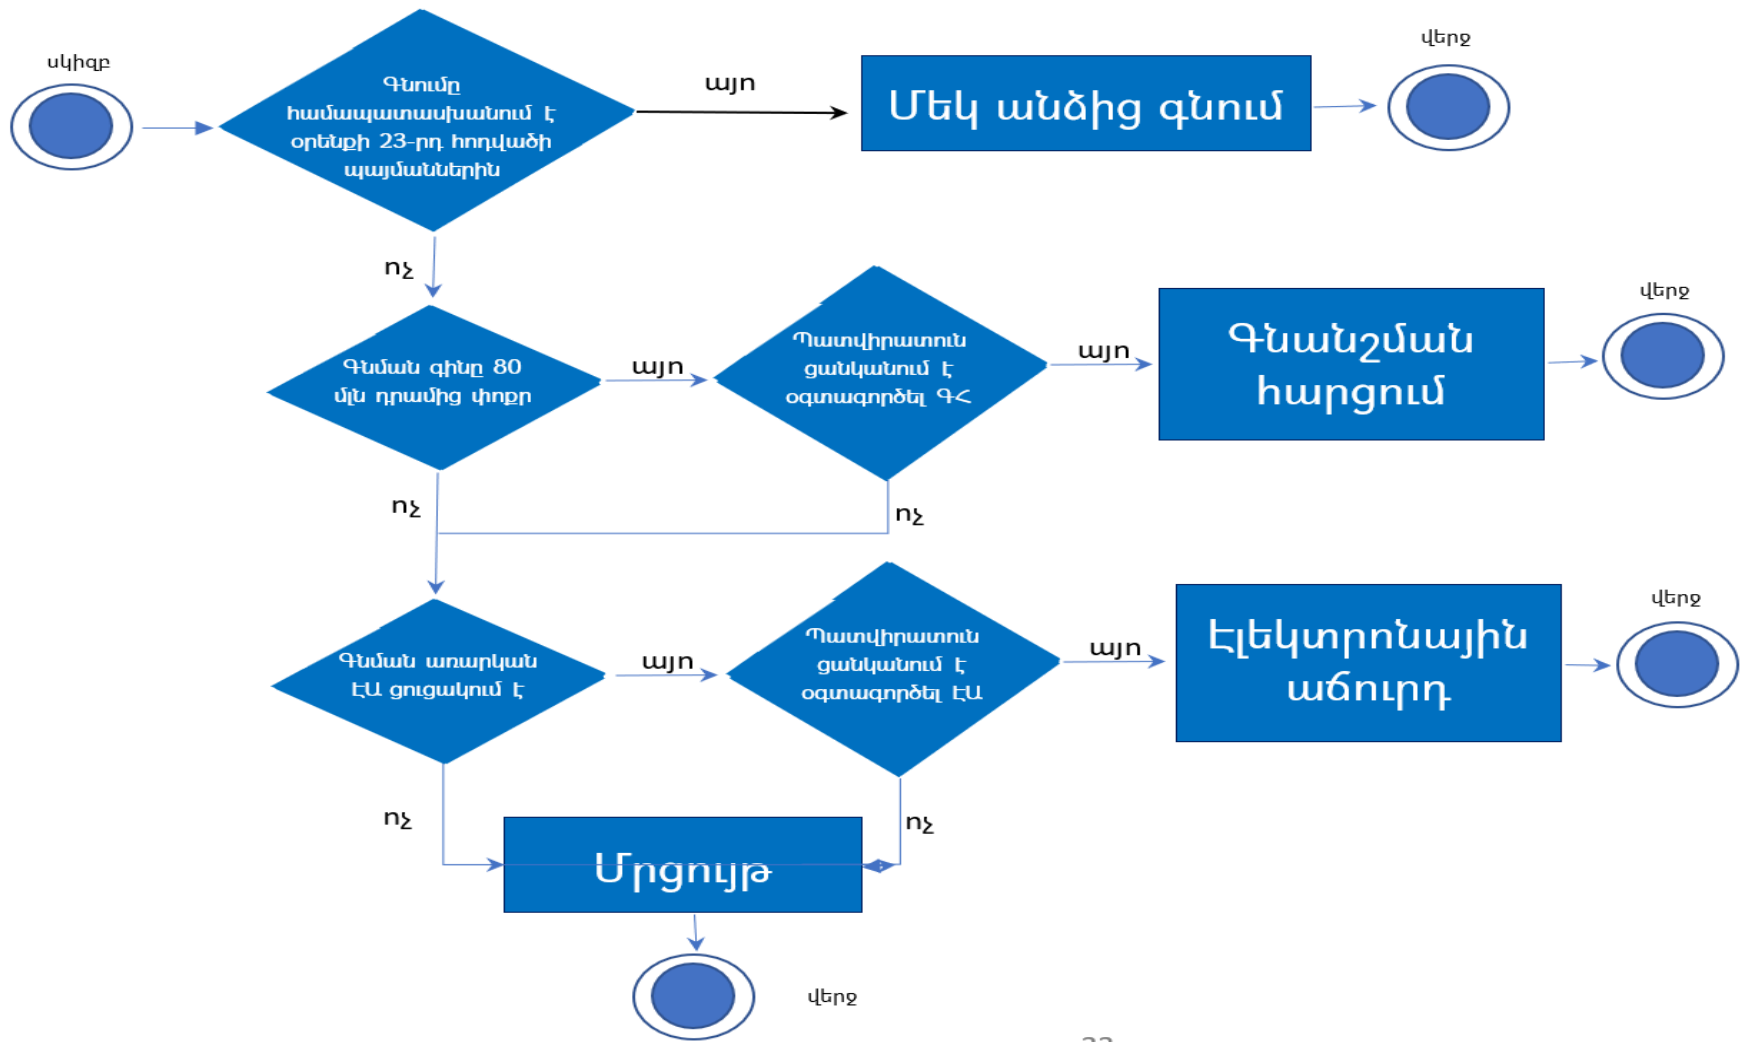 սկիզբ
Գնումը
համապատասխանում է
օրենքի 23-րդ հոդվածի
պայմաններին
այո
Մեկ անձից գնում
վերջ
ոչ
Գնման գինը 80
մլն դրամից փոքր
այո
Պատվիրատուն
ցանկանում է
օգտագործել ԳՀ
այո
Գնանշման
հարցում
վերջ
ոչ
ոչ
Գնման առարկան
ԷԱ ցուցակում է
այո
Պատվիրատուն
ցանկանում է
օգտագործել ԷԱ
այո
Էլեկտրոնային
աճուրդ
վերջ
ոչ
Մրցույթ
ոչ
վերջ